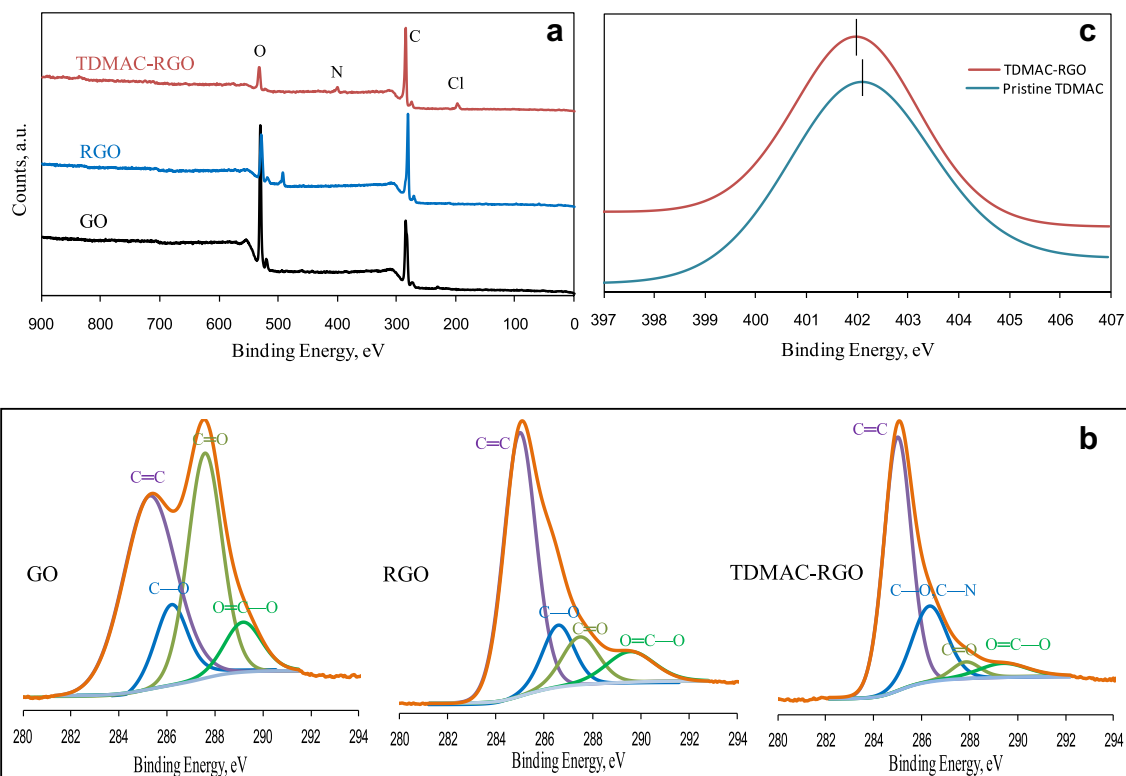 a
O
C
TDMAC-RGO
N
Cl
RGO
GO
Counts, a.u.
900 800 700 600 500 400 300 200 100 0
Binding Energy, eV
c
TDMAC-RGO
Pristine TDMAC
397 398 399 400 401 402 403 404 405 406 407
Binding Energy, eV
b
GO
C=C
C=O
C—O
O=C—O
280 282 284 286 288 290 292 294
Binding Energy, eV
RGO
C=C
C—O
C=O
O=C—O
280 282 284 286 288 290 292 294
Binding Energy, eV
TDMAC-RGO
C=C
C—O C—N
C=O
O=C—O
280 282 284 286 288 290 292 294
Binding Energy, eV